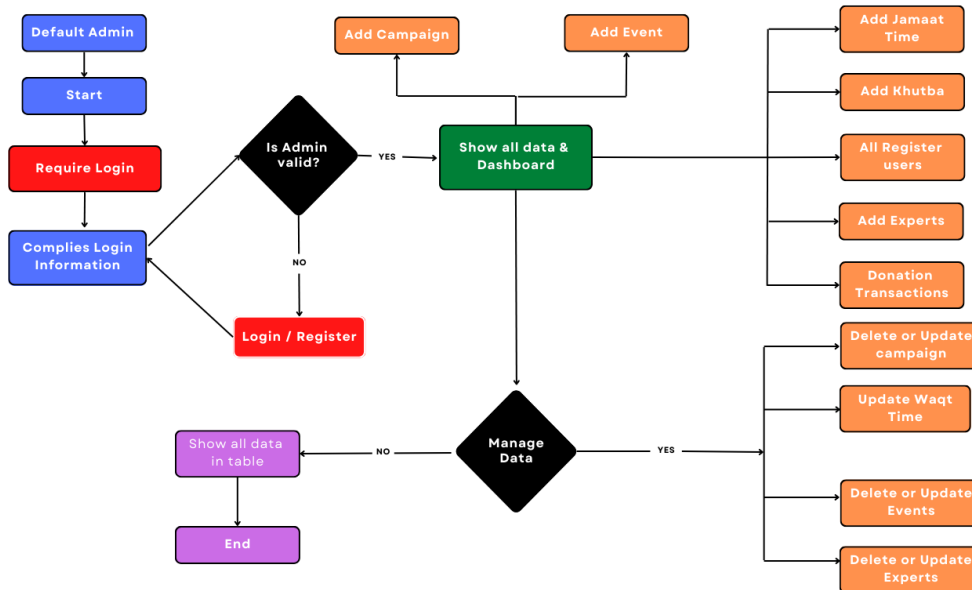 Default Admin
Start
Require Login
Complies Login
Information
Is Admin
valid?
YES
NO
Login / Register
Add Campaign
Add Event
Show all data &
Dashboard
Add Jamaat
Time
Add Khutba
All Register
users
Add Experts
Donation
Transactions
Manage
Data
NO
YES
Show all data
in table
End
Delete or Update
campaign
Update Waqt
Time
Delete or Update
Events
Delete or Update
Experts